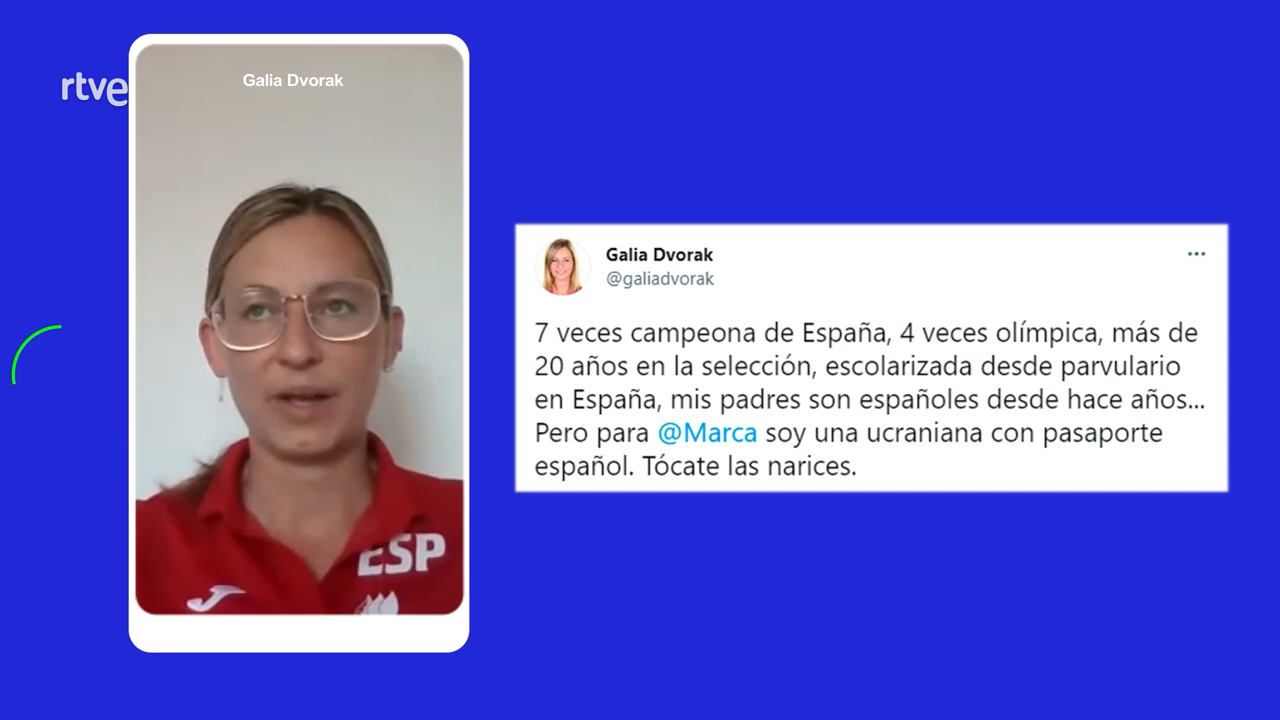 rtve
Galia Dvorak
ESP
Galia Dvorak
@galiadvorak
7 veces campeona de España, 4 veces olímpica, más de
20 años en la selección, escolarizada desde parvulario
en España, mis padres son españoles desde hace años...
Pero para @Marca soy una ucraniana con pasaporte
español. Tócate las narices.